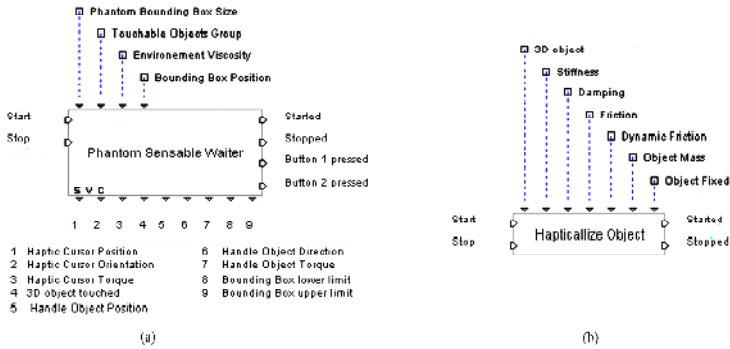 Phantom Bounding Box Size
Touchable Objects Group
Environement Viscosity
Bounding Box Position
Start
Stop
Phantom Sensable Waiter
S V C
Started
Stopped
Button 1 pressed
Button 2 pressed
1 2 3 4 5 6 7 8 9
1 Haptic Cursor Position
2 Haptic Cursor Orientation
3 Haptic Cursor Torque
4 3D object touched
5 Handle Object Position
6 Handle Object Direction
7 Handle Object Torque
8 Bounding Box lower limit
9 Bounding Box upper limit
(a)
3D object
Stiffness
Damping
Friction
Dynamic Friction
Object Mass
Object Fixed
Start
Stop
Hapticallize Object
Started
Stopped
(b)